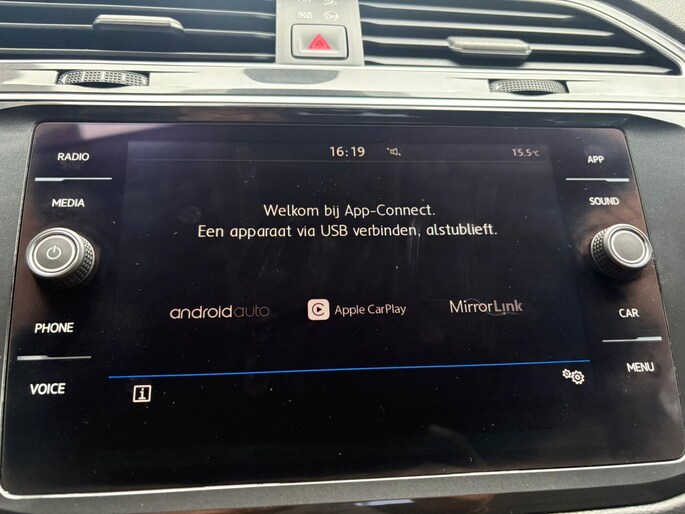 RADIO
MEDIA
PHONE
VOICE
16:19
15.5°C
Welkom bij App-Connect.
Een apparaat via USB verbinden, alstublieft.
androidauto
Apple CarPlay
MirrorLink
i
APP
SOUND
CAR
MENU